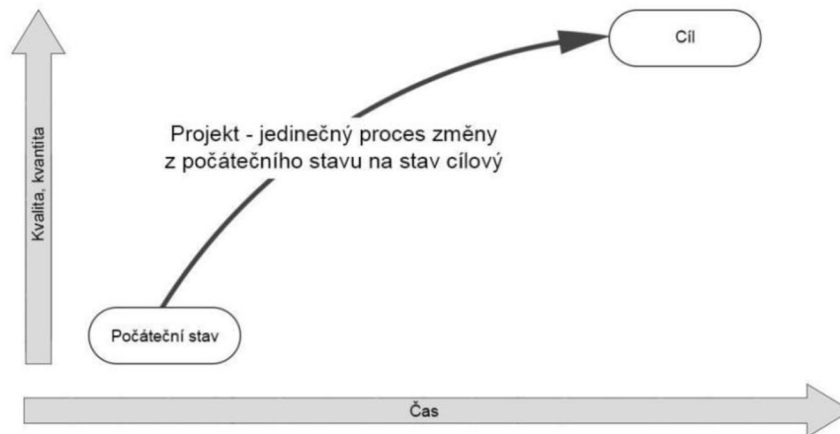 Cíl
Projekt - jedinečný proces změny
z počátečního stavu na stav cílový
Kvalita, kvantita
Počáteční stav
Čas